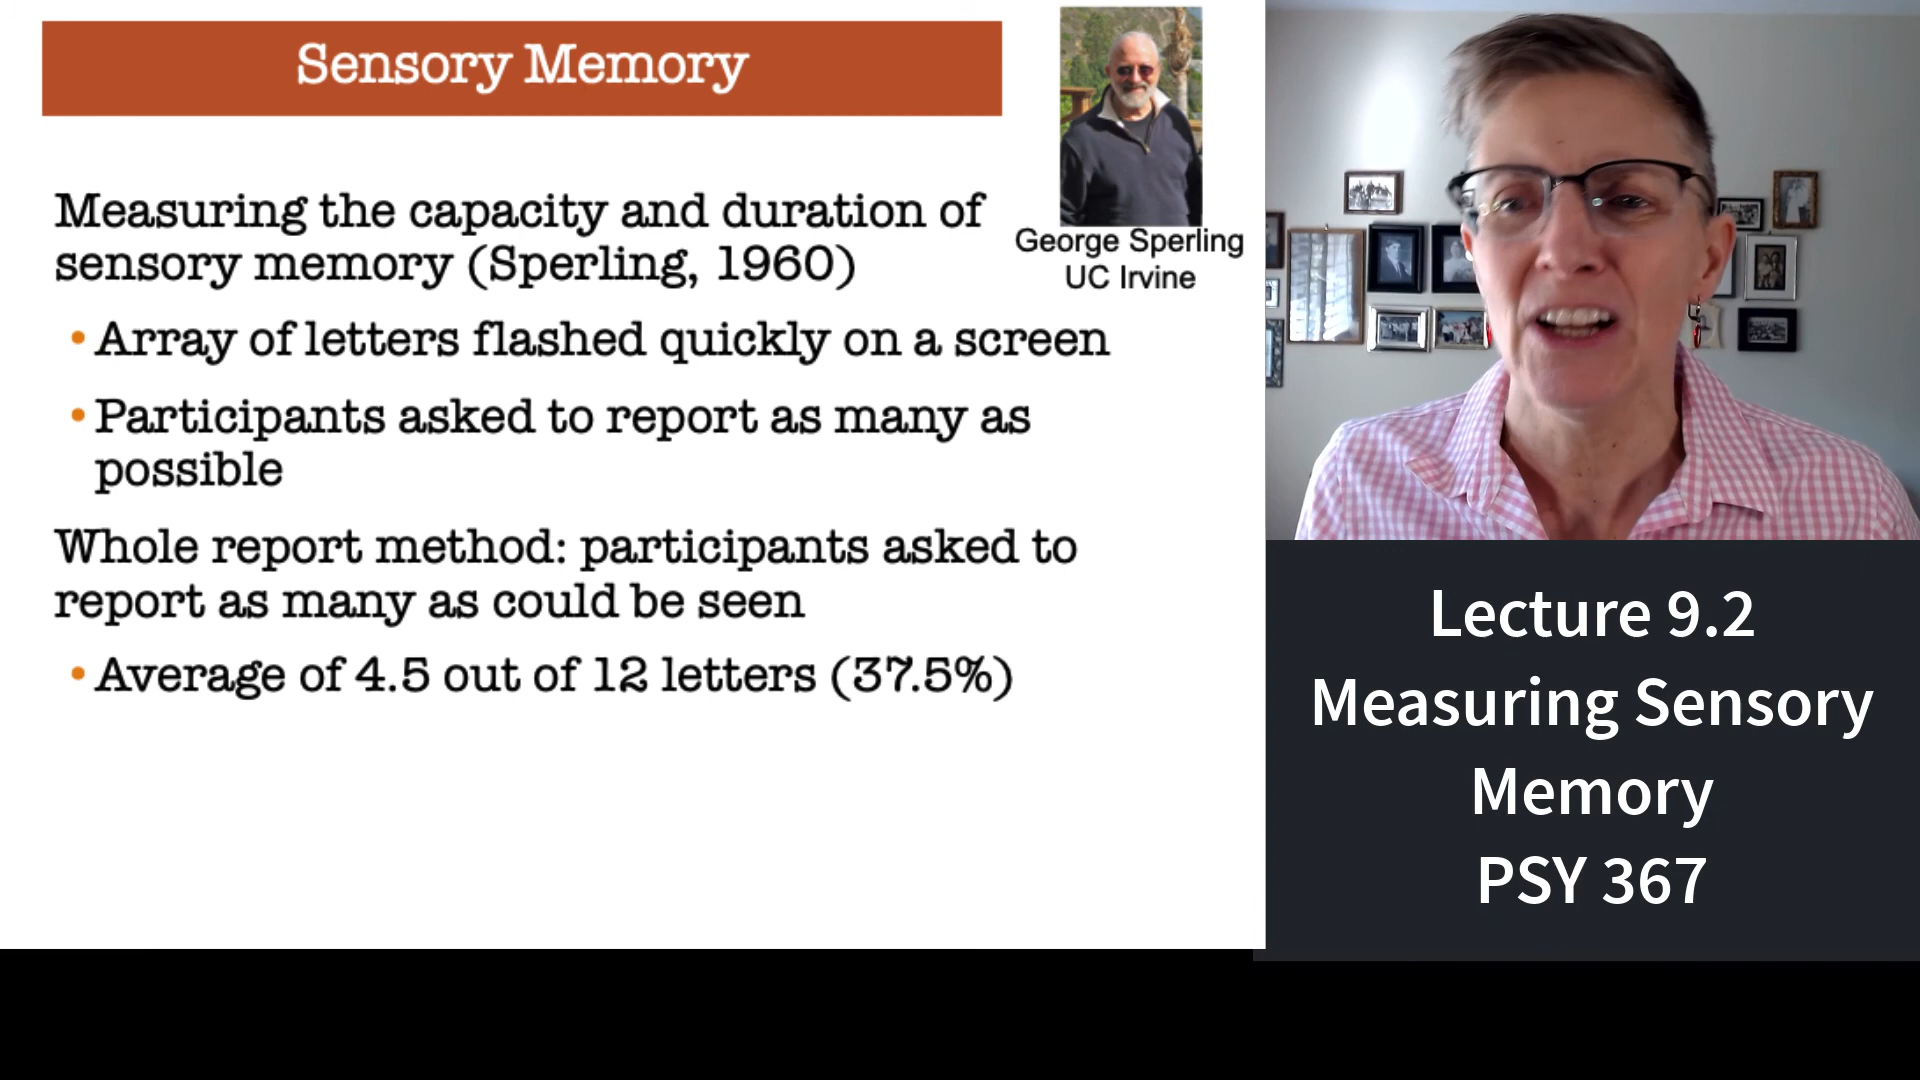 Sensory Memory
George Sperling
UC Irvine
Measuring the capacity and duration of
sensory memory (Sperling, 1960)
• Array of letters flashed quickly on a screen
• Participants asked to report as many as
possible
Whole report method: participants asked to
report as many as could be seen
• Average of 4.5 out of 12 letters (37.5%)
Lecture 9.2
Measuring Sensory
Memory
PSY 367